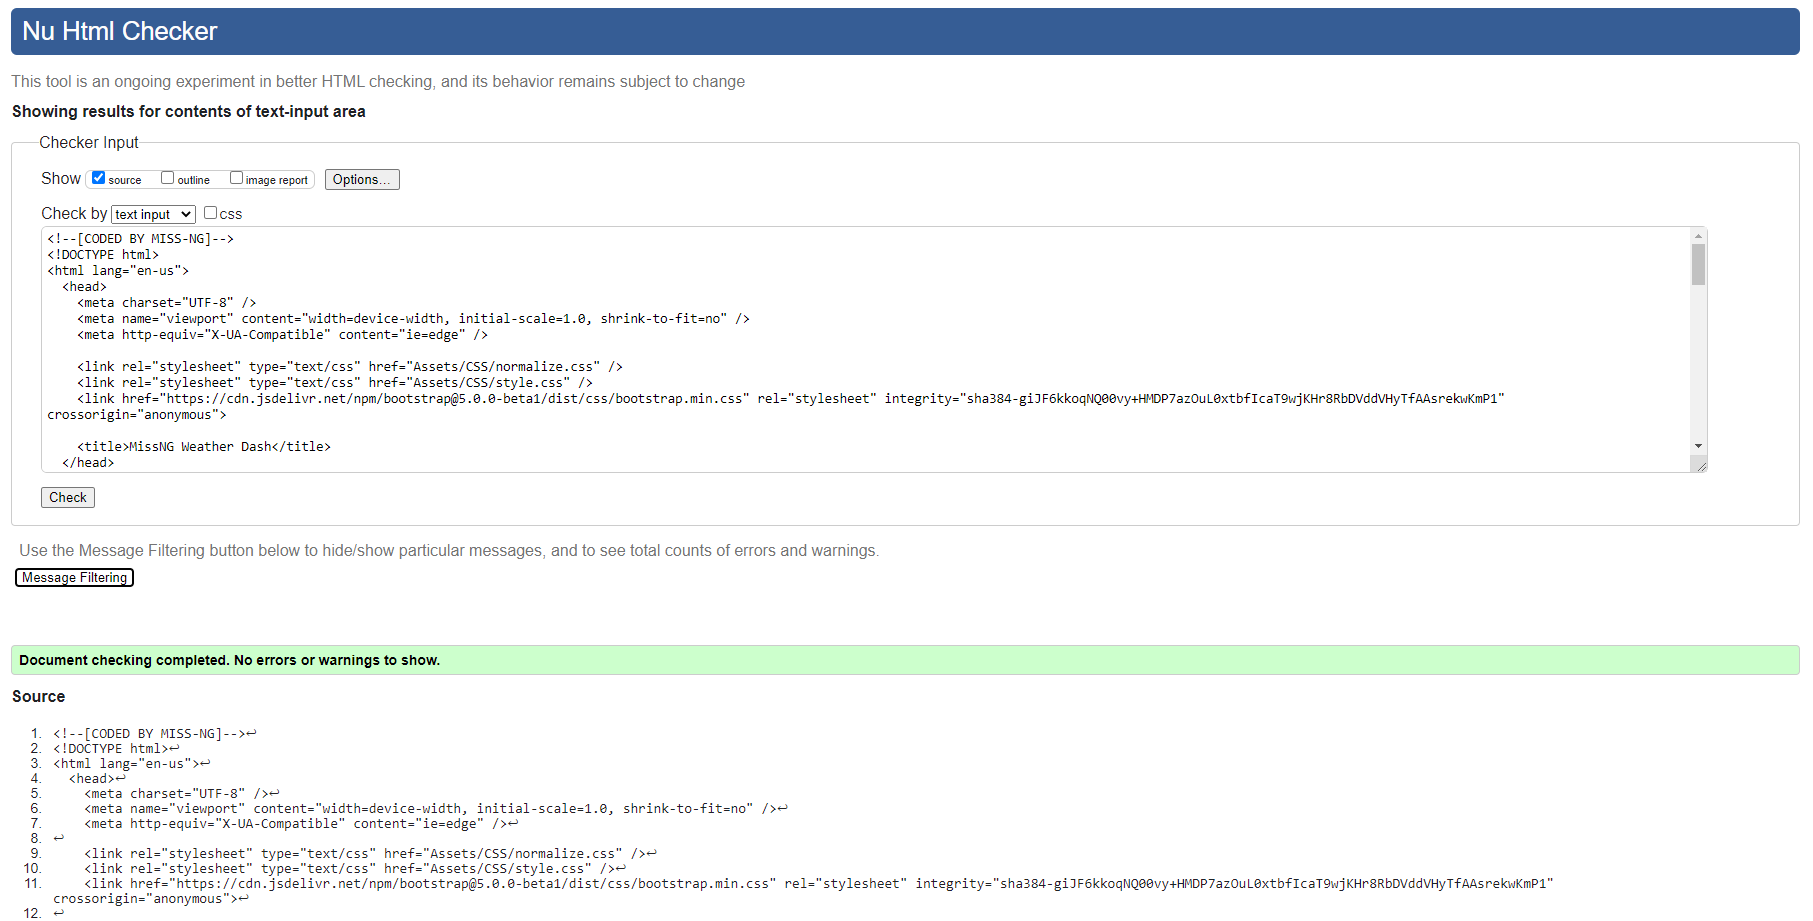 Nu Html Checker
This tool is an ongoing experiment in better HTML checking, and its behavior remains subject to change
Showing results for contents of text-input area
Checker Input
Show source outline image report Options...
Check by text input css
<!--[CODED BY MISS-NG]-->
<!DOCTYPE html>
<html lang="en-us">
  <head>
    <meta charset="UTF-8" />
    <meta name="viewport" content="width=device-width, initial-scale=1.0, shrink-to-fit=no" />
    <meta http-equiv="X-UA-Compatible" content="ie=edge" />
    <link rel="stylesheet" type="text/css" href="Assets/CSS/normalize.css" />
    <link rel="stylesheet" type="text/css" href="Assets/CSS/style.css" />
    <link href="https://cdn.jsdelivr.net/npm/bootstrap@5.0.0-beta1/dist/css/bootstrap.min.css" rel="stylesheet" integrity="sha384-giJF6kkoqNQ00vy+HMDP7azOuL0xtbfIcaT9wjKHr8RbDVddVHyTfAAsrekwKmP1"
crossorigin="anonymous">
    <title>MissNG Weather Dash</title>
  </head>
Check
Use the Message Filtering button below to hide/show particular messages, and to see total counts of errors and warnings.
Message Filtering
Document checking completed. No errors or warnings to show.
Source
1. <!--[CODED BY MISS-NG]-->↩
2. <!DOCTYPE html>↩
3. <html lang="en-us">↩
4.   <head>↩
5.     <meta charset="UTF-8" />↩
6.     <meta name="viewport" content="width=device-width, initial-scale=1.0, shrink-to-fit=no" />↩
7.     <meta http-equiv="X-UA-Compatible" content="ie=edge" />↩
8. ↩
9.     <link rel="stylesheet" type="text/css" href="Assets/CSS/normalize.css" />↩
10.     <link rel="stylesheet" type="text/css" href="Assets/CSS/style.css" />↩
11.     <link href="https://cdn.jsdelivr.net/npm/bootstrap@5.0.0-beta1/dist/css/bootstrap.min.css" rel="stylesheet" integrity="sha384-giJF6kkoqNQ00vy+HMDP7azOuL0xtbfIcaT9wjKHr8RbDVddVHyTfAAsrekwKmP1"
crossorigin="anonymous">↩
12. ↩